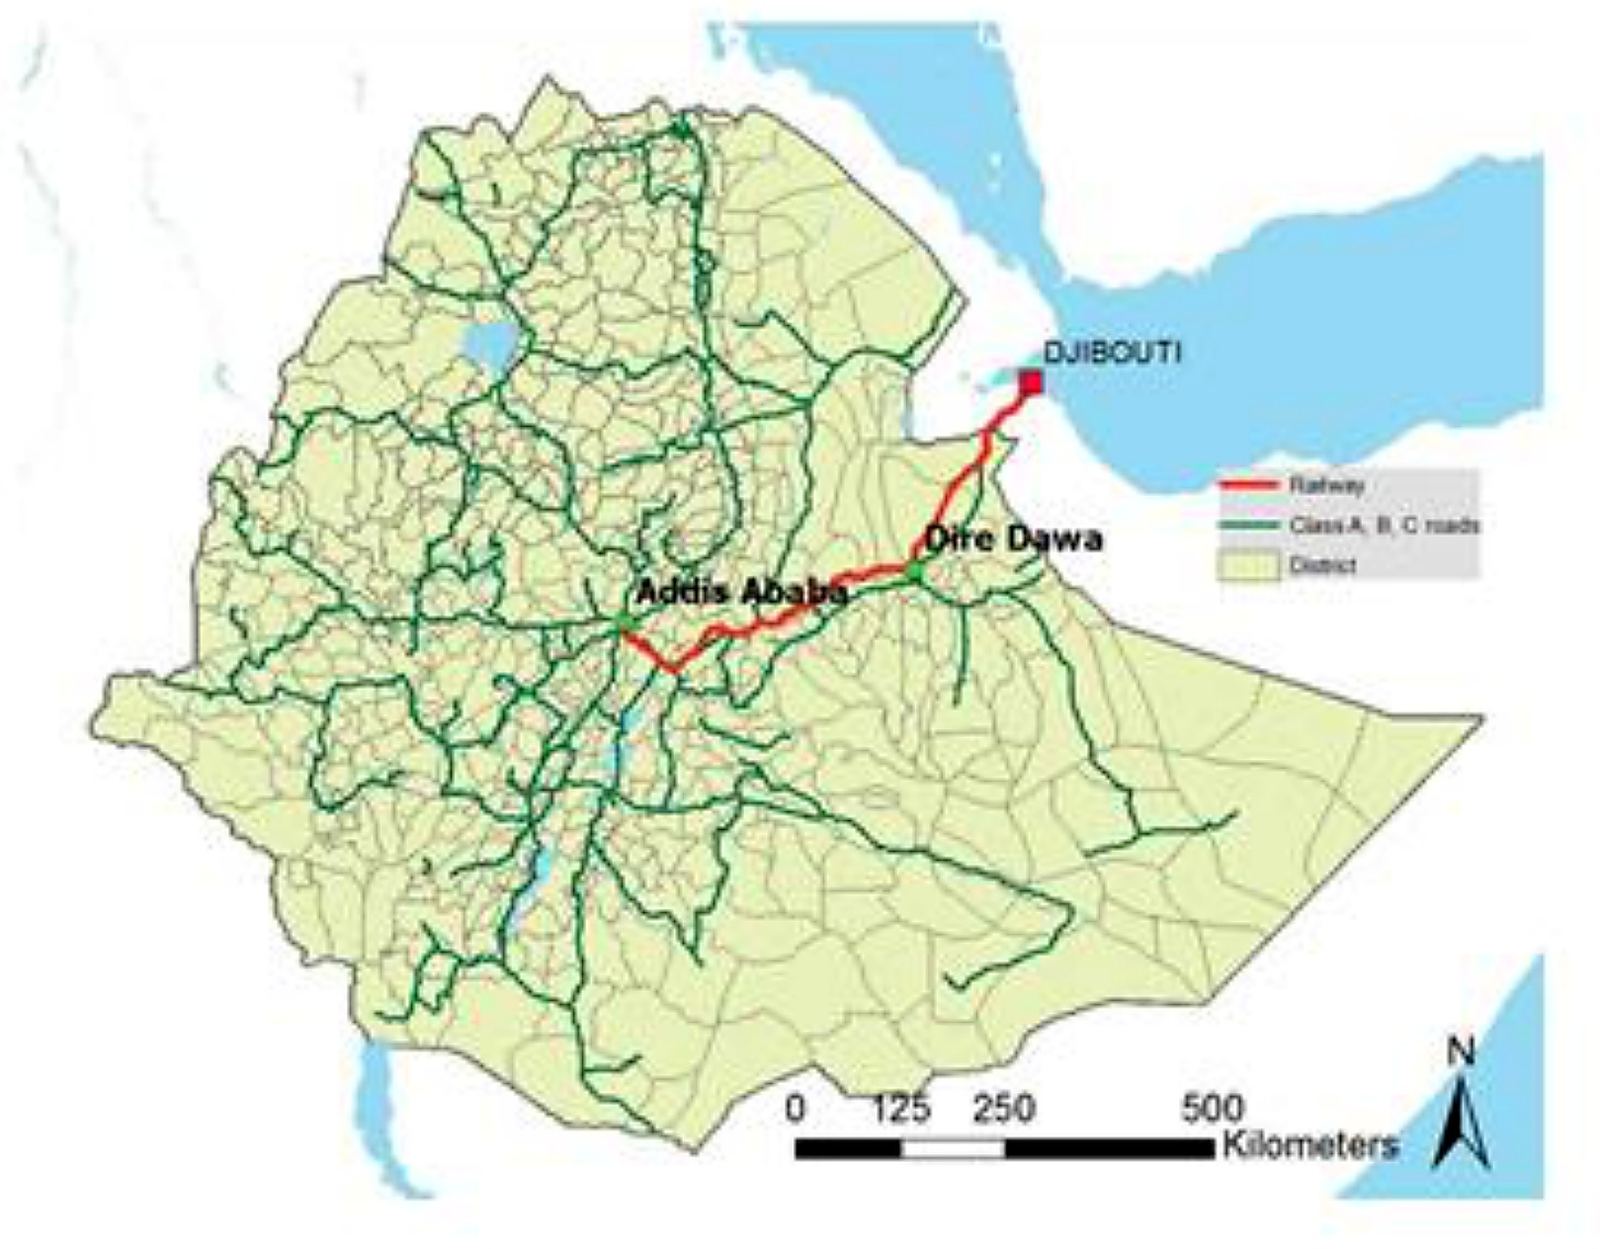 DJIBOUTI
Railway
Class A, B, C roads
District
Dire Dawa
Addis Ababa
N
0 125 250 500
Kilometers